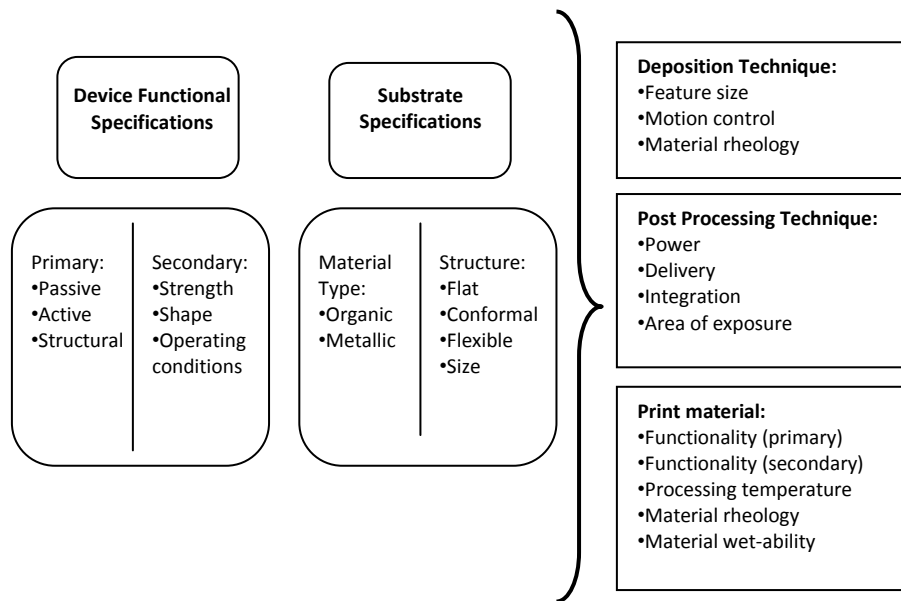 Device Functional
Specifications
Substrate
Specifications
Primary:
•Passive
•Active
•Structural
Secondary:
•Strength
•Shape
•Operating
conditions
Material
Type:
•Organic
•Metallic
Structure:
•Flat
•Conformal
•Flexible
•Size
Deposition Technique:
•Feature size
•Motion control
•Material rheology
Post Processing Technique:
•Power
•Delivery
•Integration
•Area of exposure
Print material:
•Functionality (primary)
•Functionality (secondary)
•Processing temperature
•Material rheology
•Material wet-ability